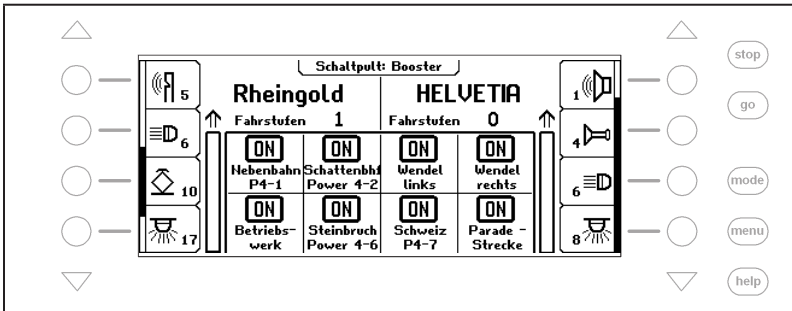 Schaltpult: Booster
stop
5
Rheingold
HELVETIA
1
go
Fahrstufen 1
Fahrstufen 0
6
4
ON ON ON ON
Nebenbahn Schattenbhf Wendel Wendel
P4-1 Power 4-2 links rechts
10
6
mode
ON ON ON ON
Betriebs- Steinbruch Schweiz Parade -
werk Power 4-6 P4-7 Strecke
17
8
menu
help